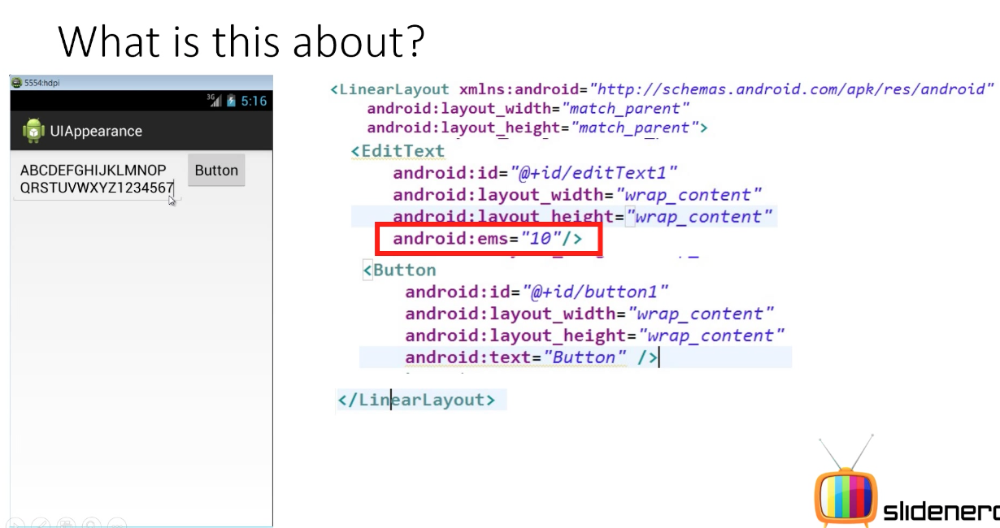 What is this about?
5554:hdpi
3G 5:16
UIAppearance
ABCDEFGHIJKLMNOP
QRSTUVWXYZ1234567
Button
<LinearLayout xmlns:android="http://schemas.android.com/apk/res/android"
android:layout_width="match_parent"
android:layout_height="match_parent">
<EditText
android:id="@+id/editText1"
android:layout_width="wrap_content"
android:layout_height="wrap_content"
android:ems="10"/>
<Button
android:id="@+id/button1"
android:layout_width="wrap_content"
android:layout_height="wrap_content"
android:text="Button" />
</LinearLayout>